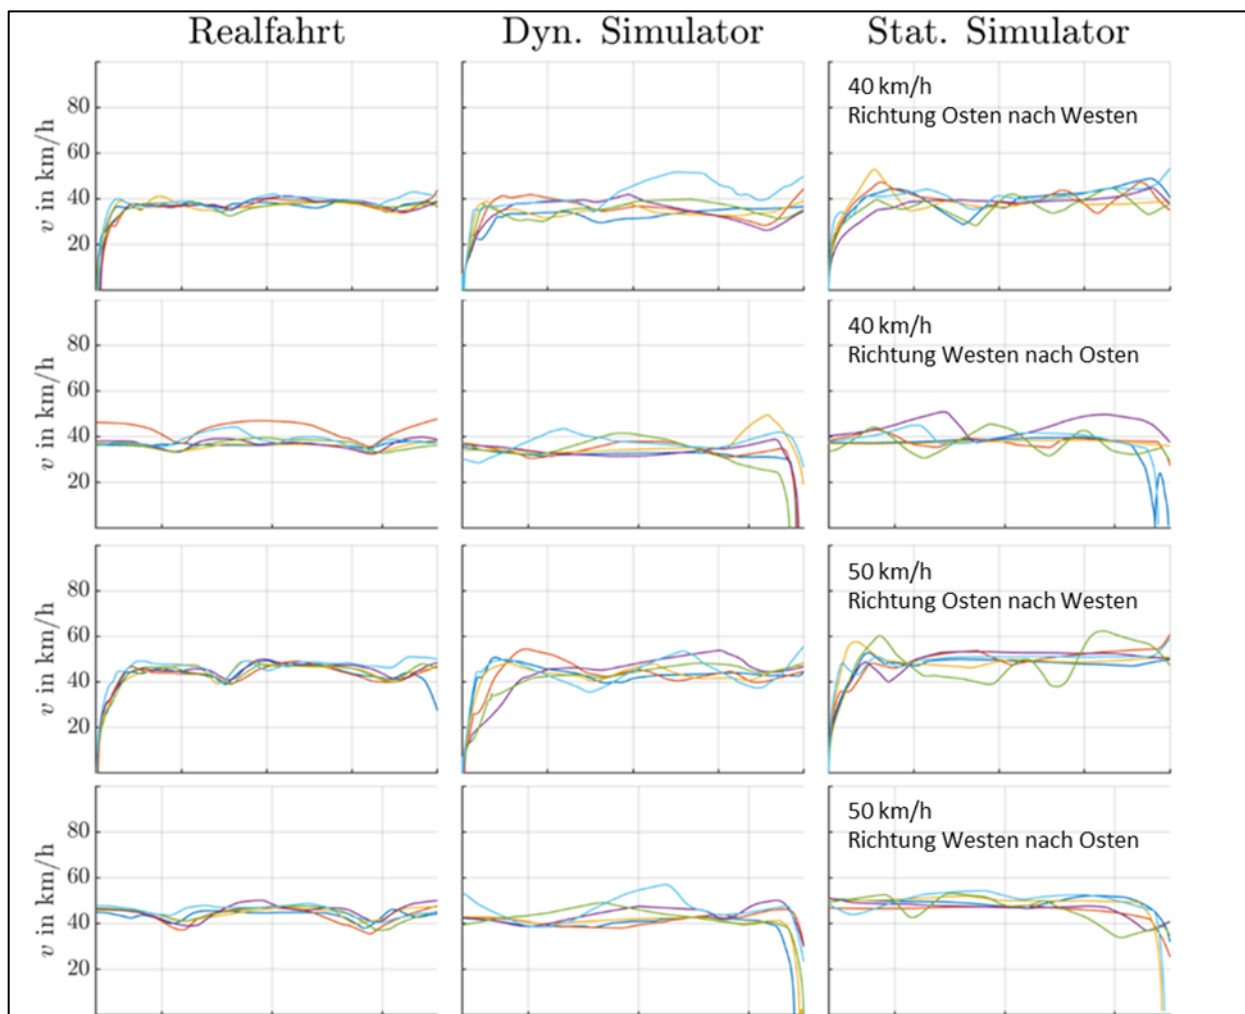 Realfahrt Dyn. Simulator Stat. Simulator
v in km/h
80
60
40
20
40 km/h
Richtung Osten nach Westen
v in km/h
80
60
40
20
40 km/h
Richtung Westen nach Osten
v in km/h
80
60
40
20
50 km/h
Richtung Osten nach Westen
v in km/h
80
60
40
20
50 km/h
Richtung Westen nach Osten